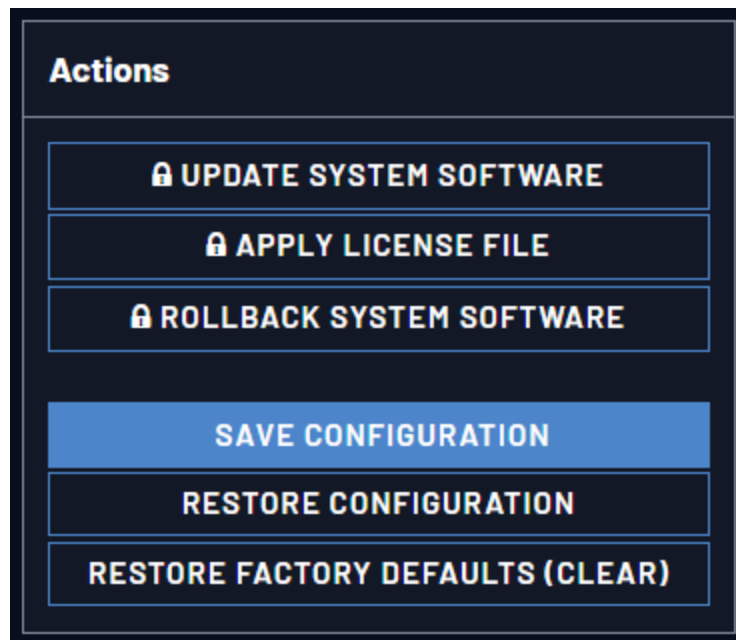 Actions
UPDATE SYSTEM SOFTWARE
APPLY LICENSE FILE
ROLLBACK SYSTEM SOFTWARE
SAVE CONFIGURATION
RESTORE CONFIGURATION
RESTORE FACTORY DEFAULTS (CLEAR)